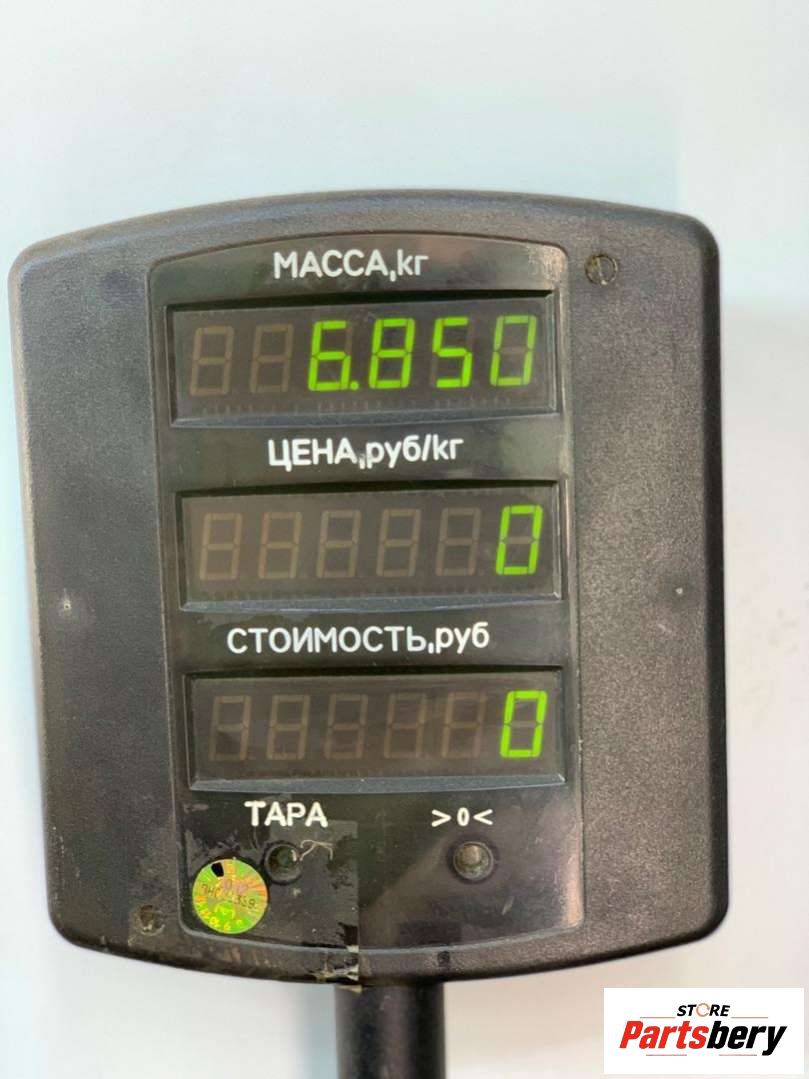 МАССА,кг
6.850
ЦЕНА,руб/кг
0
СТОИМОСТЬ,руб
0
ТАРА >0<
STORE
Partsbery